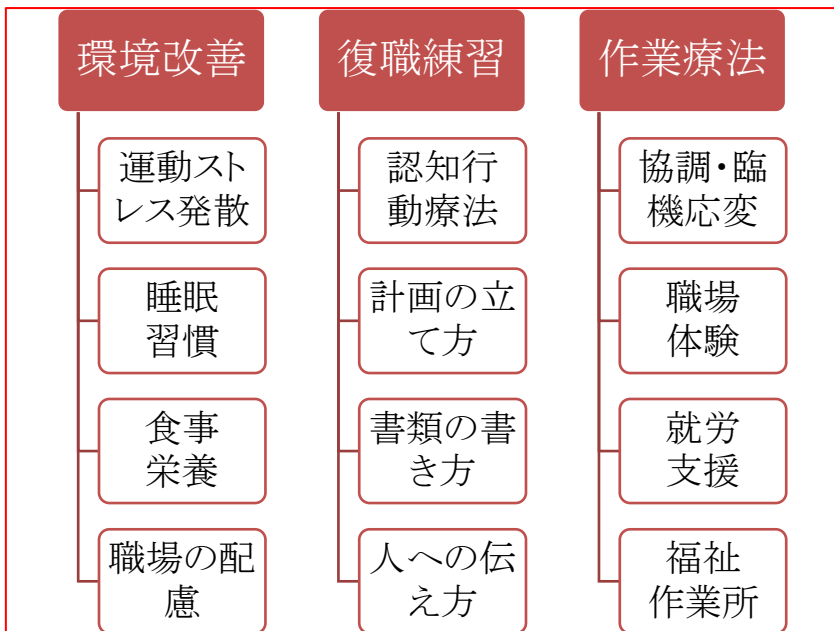 環境改善
運動スト
レス発散
睡眠
習慣
食事
栄養
職場の配
慮
復職練習
認知行
動療法
計画の立
て方
書類の書
き方
人への伝
え方
作業療法
協調・臨
機応変
職場
体験
就労
支援
福祉
作業所